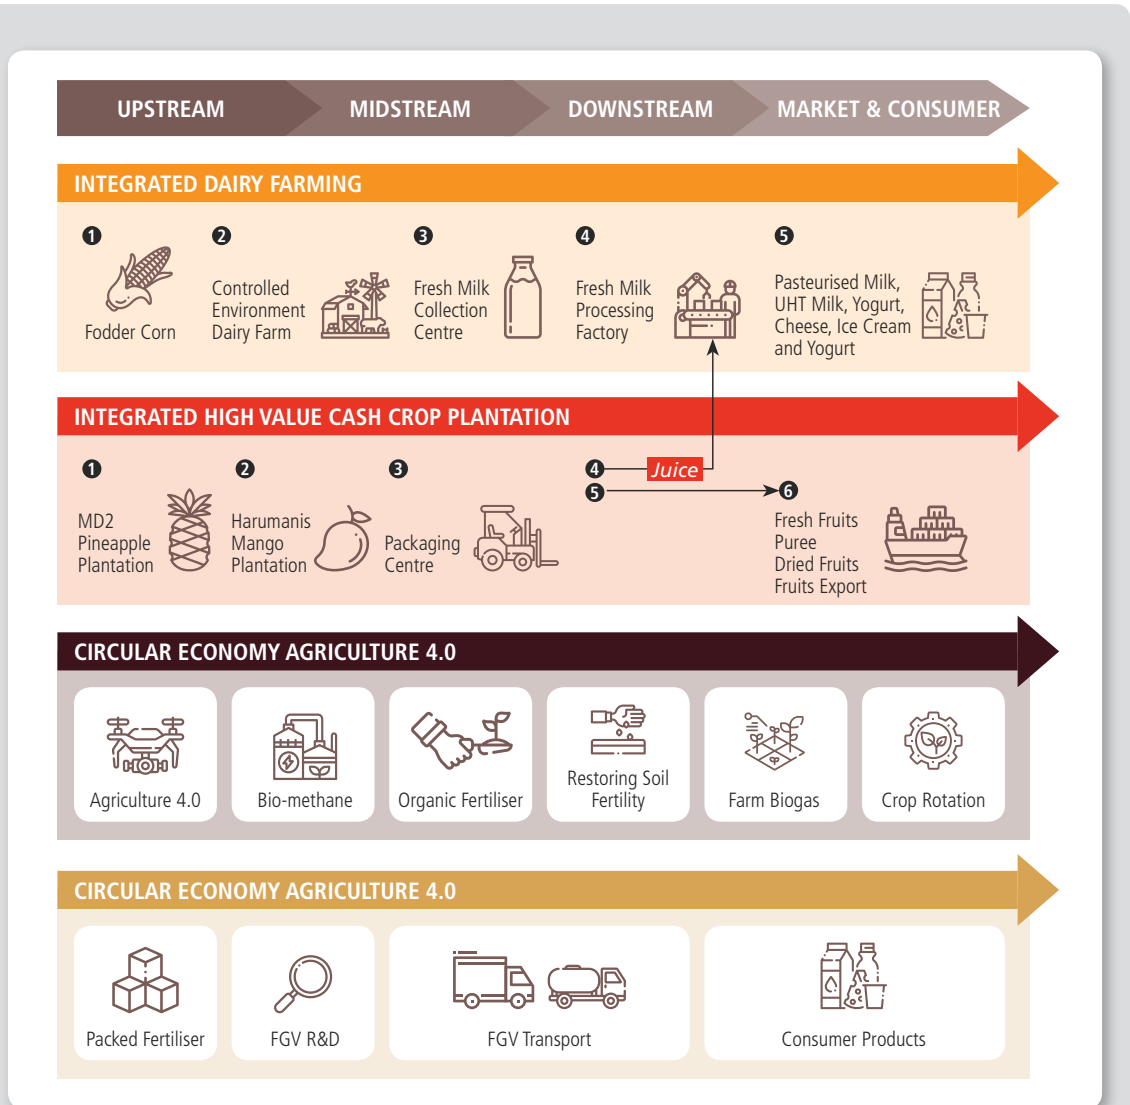 UPSTREAM
MIDSTREAM
DOWNSTREAM
MARKET & CONSUMER
INTEGRATED DAIRY FARMING
1
Fodder Corn
2
Controlled
Environment
Dairy Farm
3
Fresh Milk
Collection
Centre
4
Fresh Milk
Processing
Factory
5
Pasteurised Milk,
UHT Milk, Yogurt,
Cheese, Ice Cream
and Yogurt
INTEGRATED HIGH VALUE CASH CROP PLANTATION
1
MD2
Pineapple
Plantation
2
Harumanis
Mango
Plantation
3
Packaging
Centre
4
Juice
5
6
Fresh Fruits
Puree
Dried Fruits
Fruits Export
CIRCULAR ECONOMY AGRICULTURE 4.0
Agriculture 4.0
Bio-methane
Organic Fertiliser
Restoring Soil
Fertility
Farm Biogas
Crop Rotation
CIRCULAR ECONOMY AGRICULTURE 4.0
Packed Fertiliser
FGV R&D
FGV Transport
Consumer Products